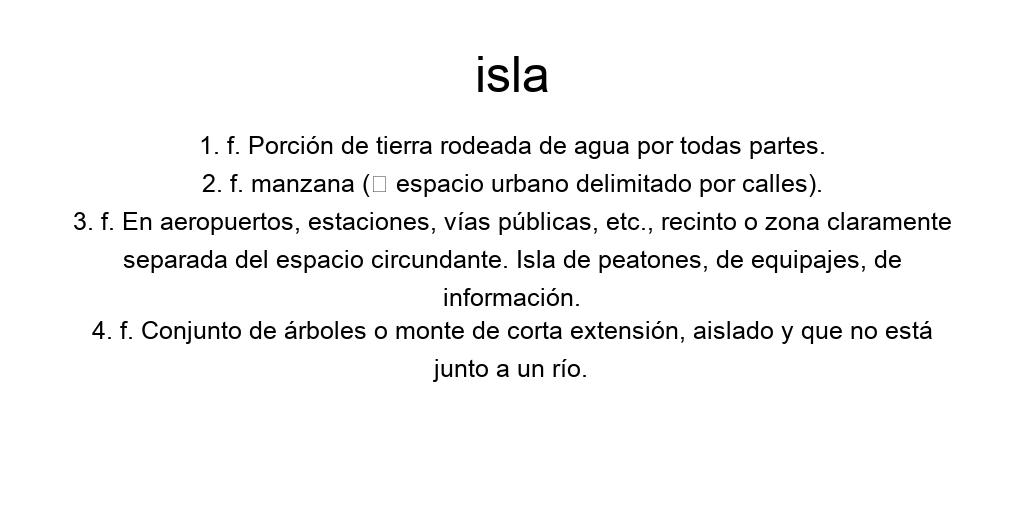 isla
1. f. Porción de tierra rodeada de agua por todas partes.
2. f. manzana (▯ espacio urbano delimitado por calles).
3. f. En aeropuertos, estaciones, vías públicas, etc., recinto o zona claramente
separada del espacio circundante. Isla de peatones, de equipajes, de
información.
4. f. Conjunto de árboles o monte de corta extensión, aislado y que no está
junto a un río.